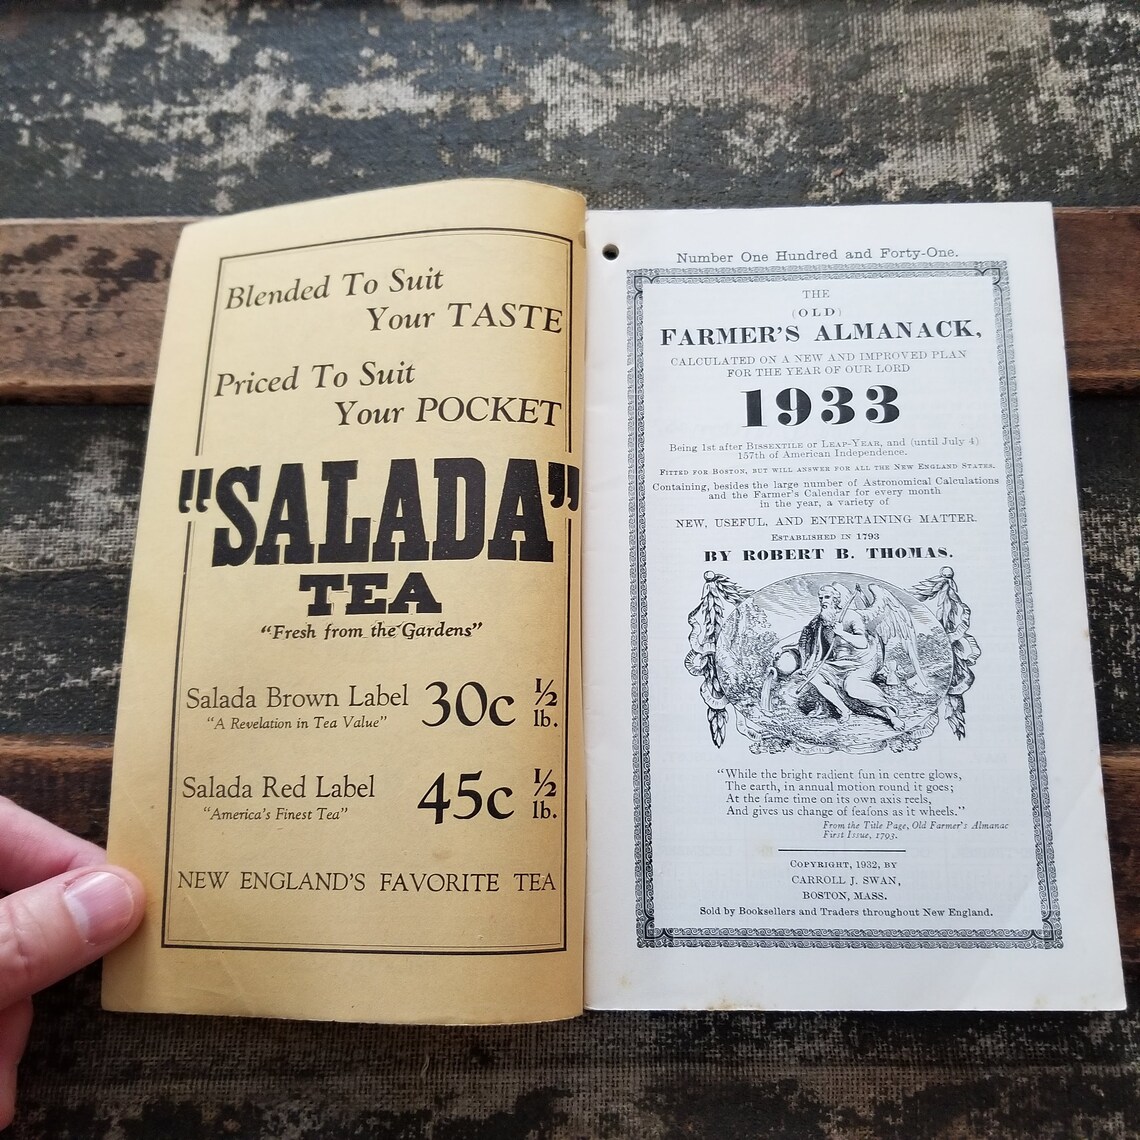 Blended To Suit
Your TASTE
Priced To Suit
Your POCKET
"SALADA"
TEA
"Fresh from the Gardens"
Salada Brown Label 30c ½ lb.
"A Revelation in Tea Value"
Salada Red Label 45c ½ lb.
"America's Finest Tea"
NEW ENGLAND'S FAVORITE TEA
Number One Hundred and Forty-One.
THE
(OLD)
FARMER'S ALMANACK,
CALCULATED ON A NEW AND IMPROVED PLAN
FOR THE YEAR OF OUR LORD
1933
Being 1st after BISSEXTILE or LEAP-YEAR, and (until July 4)
157th of American Independence.
FITTED FOR BOSTON, BUT WILL ANSWER FOR ALL THE NEW ENGLAND STATES.
Containing, besides the large number of Astronomical Calculations
and the Farmer's Calendar for every month
in the year, a variety of
NEW, USEFUL, AND ENTERTAINING MATTER.
ESTABLISHED IN 1793
BY ROBERT B. THOMAS.
"While the bright radient ſun in centre glows,
The earth, in annual motion round it goes;
At the ſame time on its own axis reels,
And gives us change of ſeaſons as it wheels."
From the Title Page, Old Farmer's Almanac
First Issue, 1793.
COPYRIGHT, 1932, BY
CARROLL J. SWAN,
BOSTON, MASS.
Sold by Booksellers and Traders throughout New England.